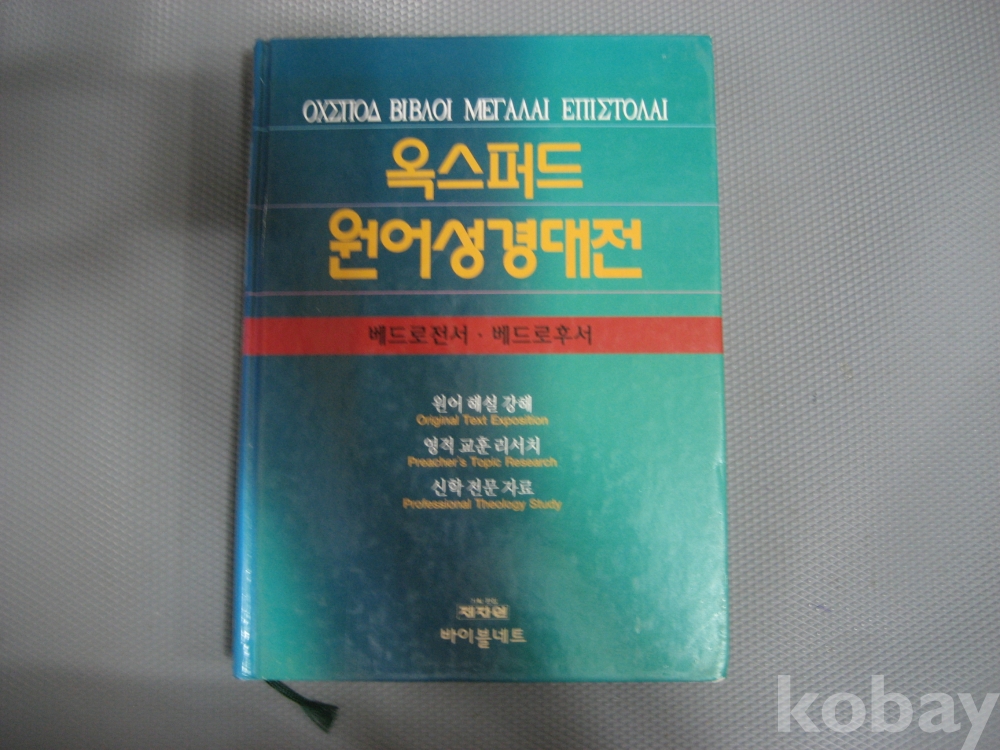 ΟΧΣΠΟΔ ΒΙΒΛΟΙ ΜΕΓΑΛΑΙ ΕΠΙΣΤΟΛΑΙ
옥스퍼드
원어성경대전
베드로전서 · 베드로후서
원어 해설 강해
Original Text Exposition
영적 교훈 리서치
Preacher's Topic Research
신학 전문 자료
Professional Theology Study
제자원
바이블네트
kobay